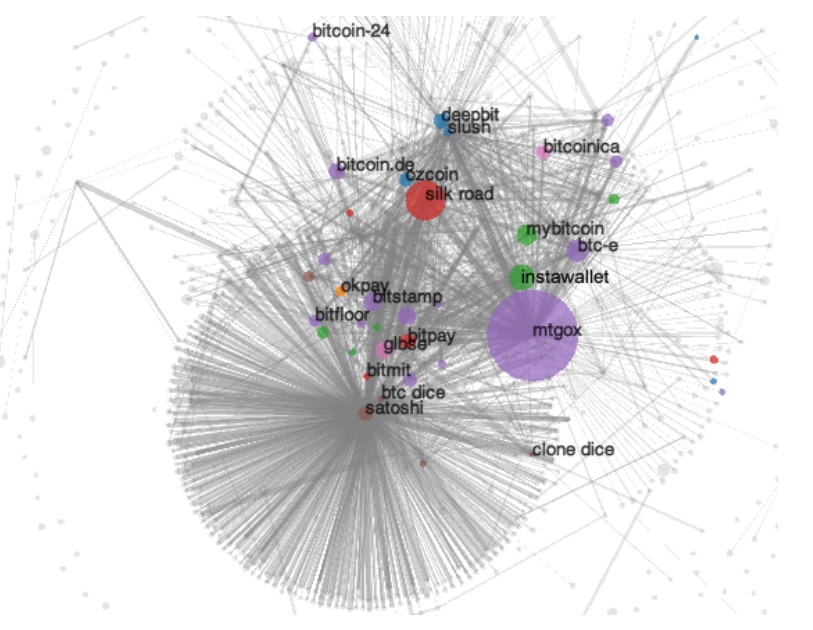 bitcoin-24
deepbit
slush
bitcoinica
bitcoin.de
ozcoin
silk road
mybitcoin
btc-e
instawallet
okpay
bitstamp
bitfloor
mtgox
bitpay
glbse
bitmit
btc dice
satoshi
clone dice